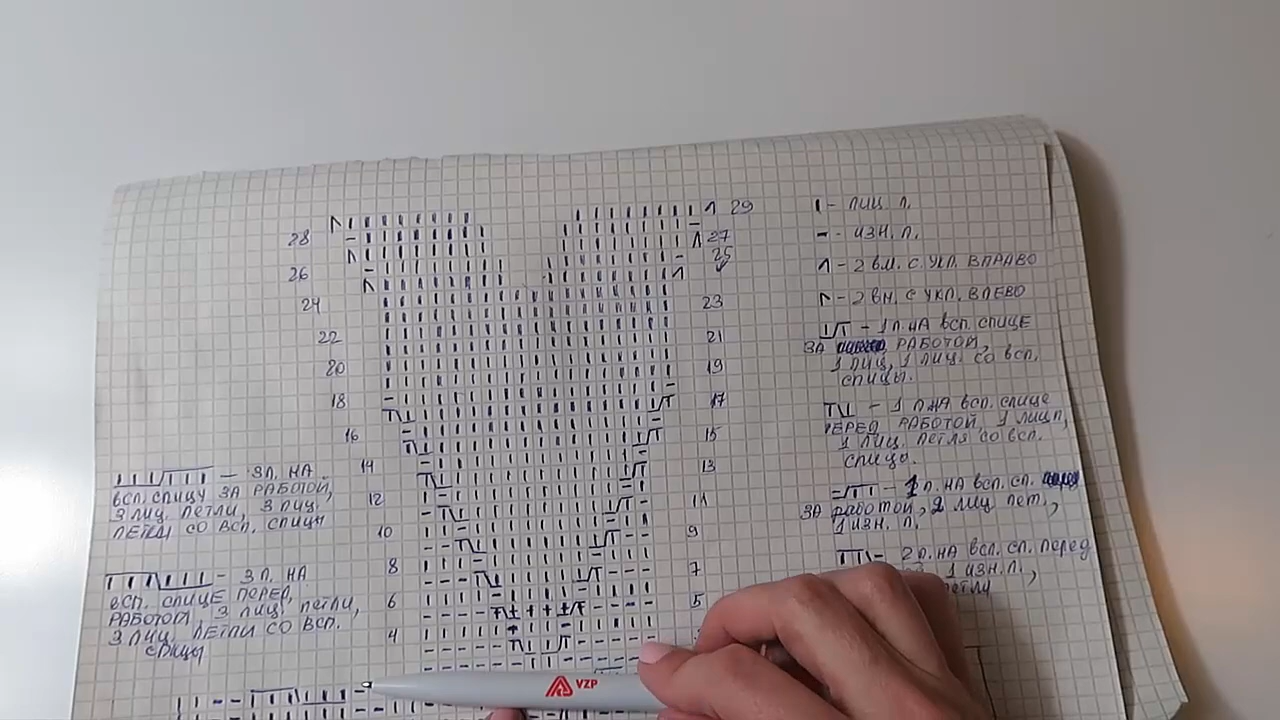 29
28
27
25
26
24
23
22
21
20
19
18
17
16
15
14
13
12
11
10
9
8
7
6
5
4
- ЛИЦ П.
- ИЗН. П.
- 2 ВМ. С УКЛ. ВПРАВО
- 2 ВМ. С УКЛ. ВЛЕВО
- 1 П. НА ВСП. СПИЦЕ
ЗА РАБОТОЙ,
1 ЛИЦ, 1 ЛИЦ. СО ВСП.
СПИЦЫ.
- 1 П НА ВСП. СПИЦЕ
ПЕРЕД РАБОТОЙ, 1 ЛИЦ П,
1 ЛИЦ. ПЕТЛЯ СО ВСП.
- 1 П. НА ВСП. СП.
ЗА РАБОТОЙ, 2 ЛИЦ ПЕТ.,
1 ИЗН. П.
- 2 П. НА ВСП. СП. ПЕРЕД
1 ИЗН. П.,
ПЕТЛИ
- 3 П. НА
ВСП. СПИЦУ ЗА РАБОТОЙ,
3 ЛИЦ. ПЕТЛИ, 3 ЛИЦ.
ПЕТЛИ СО ВСП. СПИЦЫ
- 3 П. НА
ВСП. СПИЦЕ ПЕРЕД
РАБОТОЙ, 3 ЛИЦ. ПЕТЛИ,
3 ЛИЦ. ПЕТЛИ СО ВСП.
СПИЦЫ
VZP